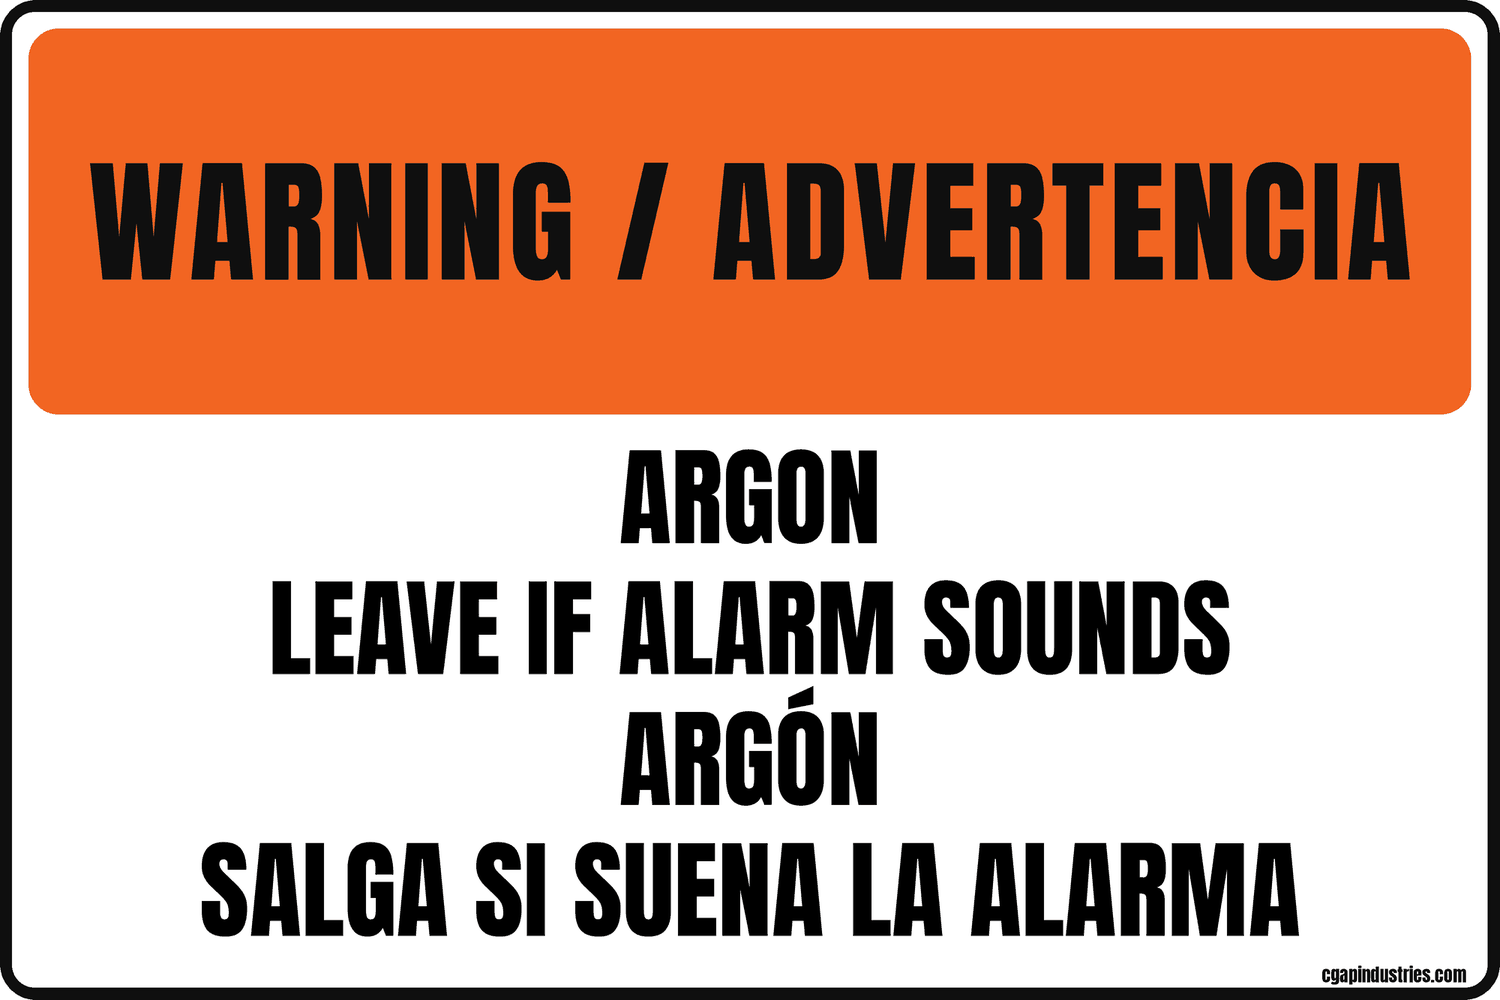 WARNING / ADVERTENCIA
ARGON
LEAVE IF ALARM SOUNDS
ARGÓN
SALGA SI SUENA LA ALARMA
cgapindustries.com